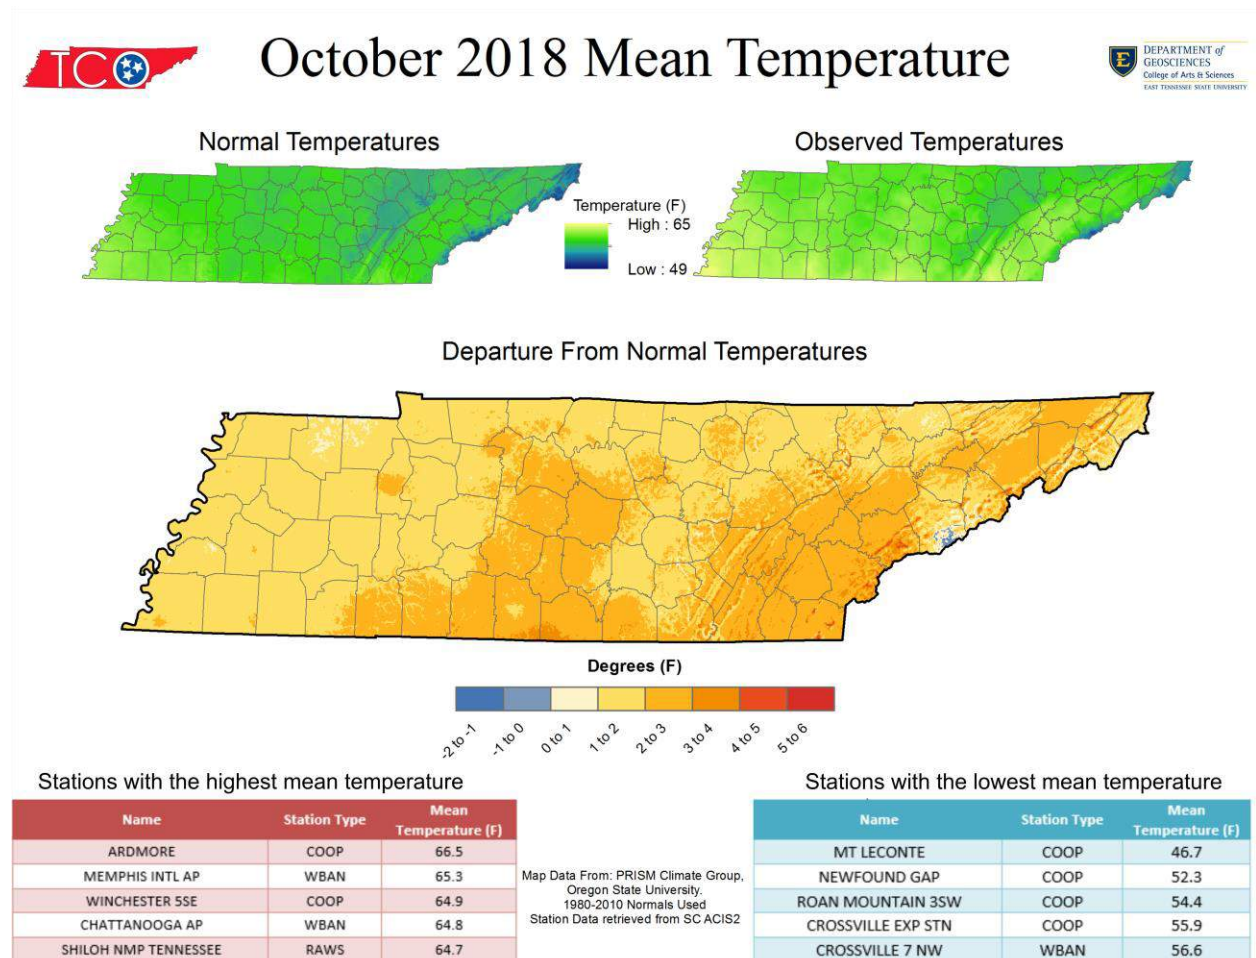 TCO
October 2018 Mean Temperature
E
DEPARTMENT of
GEOSCIENCES
College of Arts & Sciences
EAST TENNESSEE STATE UNIVERSITY
Normal Temperatures
Observed Temperatures
Temperature (F)
High : 65
Low : 49
Departure From Normal Temperatures
Degrees (F)
-2 to -1
-1 to 0
0 to 1
1 to 2
2 to 3
3 to 4
4 to 5
5 to 6
Stations with the highest mean temperature
Name Station Type Mean Temperature (F)
ARDMORE COOP 66.5
MEMPHIS INTL AP WBAN 65.3
WINCHESTER 5SE COOP 64.9
CHATTANOOGA AP WBAN 64.8
SHILOH NMP TENNESSEE RAWS 64.7
Map Data From: PRISM Climate Group,
Oregon State University.
1980-2010 Normals Used
Station Data retrieved from SC ACIS2
Stations with the lowest mean temperature
Name Station Type Mean Temperature (F)
MT LECONTE COOP 46.7
NEWFOUND GAP COOP 52.3
ROAN MOUNTAIN 3SW COOP 54.4
CROSSVILLE EXP STN COOP 55.9
CROSSVILLE 7 NW WBAN 56.6